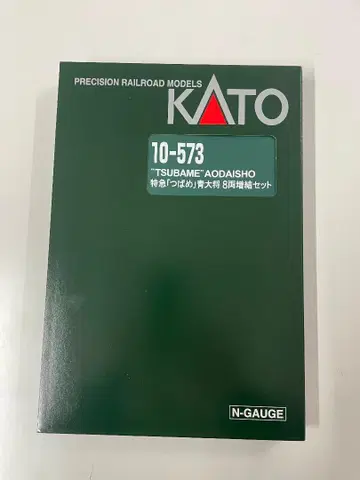 PRECISION RAILROAD MODELS
KATO
10-573
"TSUBAME" AODAISHO
特急「つばめ」青大将 8両増結セット
N-GAUGE